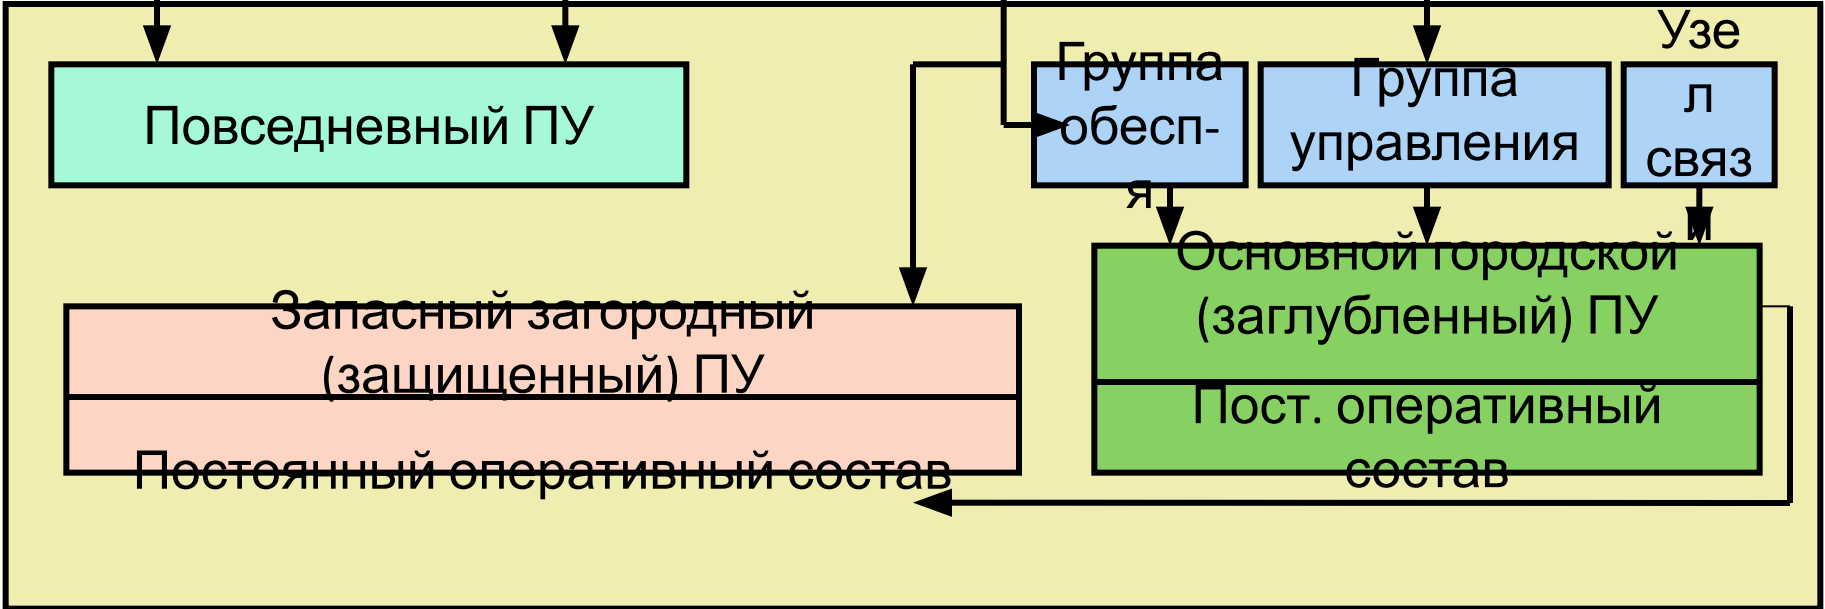 Повседневный ПУ
Группа
обесп-
я
Группа
управления
Узе
л
связ
и
Запасный загородный
(защищенный) ПУ
Постоянный оперативный состав
Основной городской
(заглубленный) ПУ
Пост. оперативный
состав